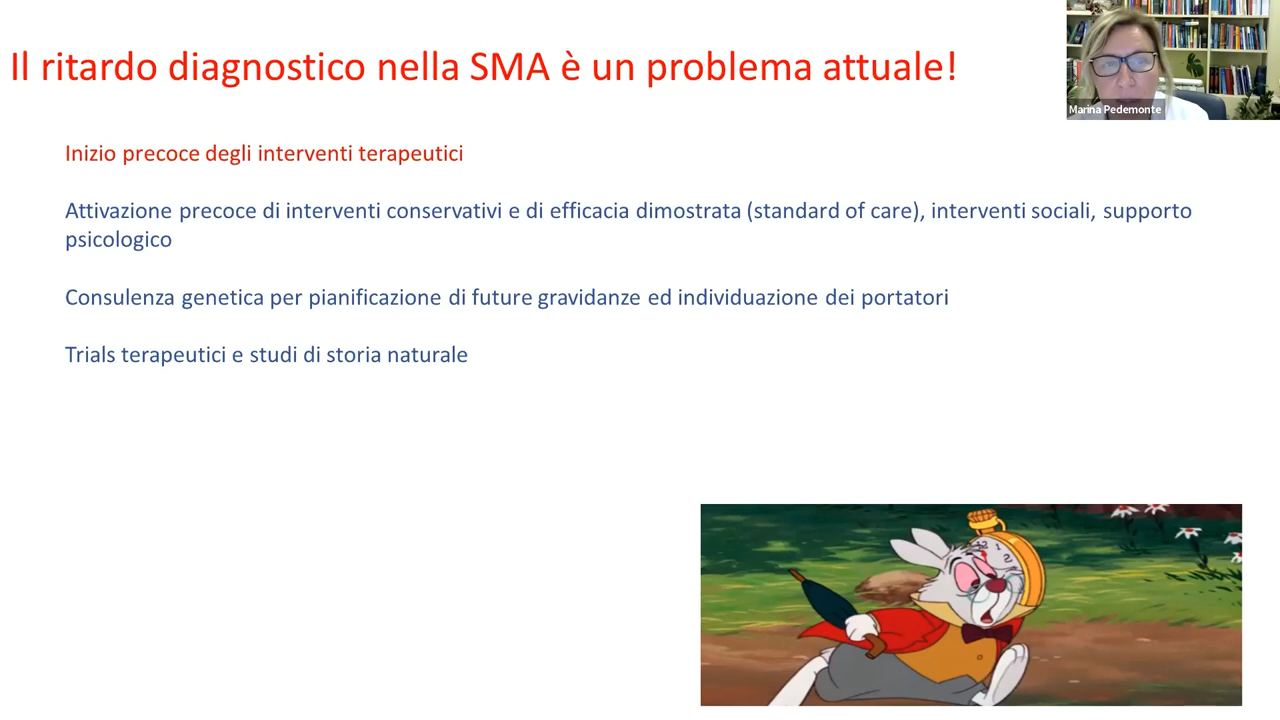 Il ritardo diagnostico nella SMA è un problema attuale!
Marina Pedemonte
Inizio precoce degli interventi terapeutici
Attivazione precoce di interventi conservativi e di efficacia dimostrata (standard of care), interventi sociali, supporto
psicologico
Consulenza genetica per pianificazione di future gravidanze ed individuazione dei portatori
Trials terapeutici e studi di storia naturale